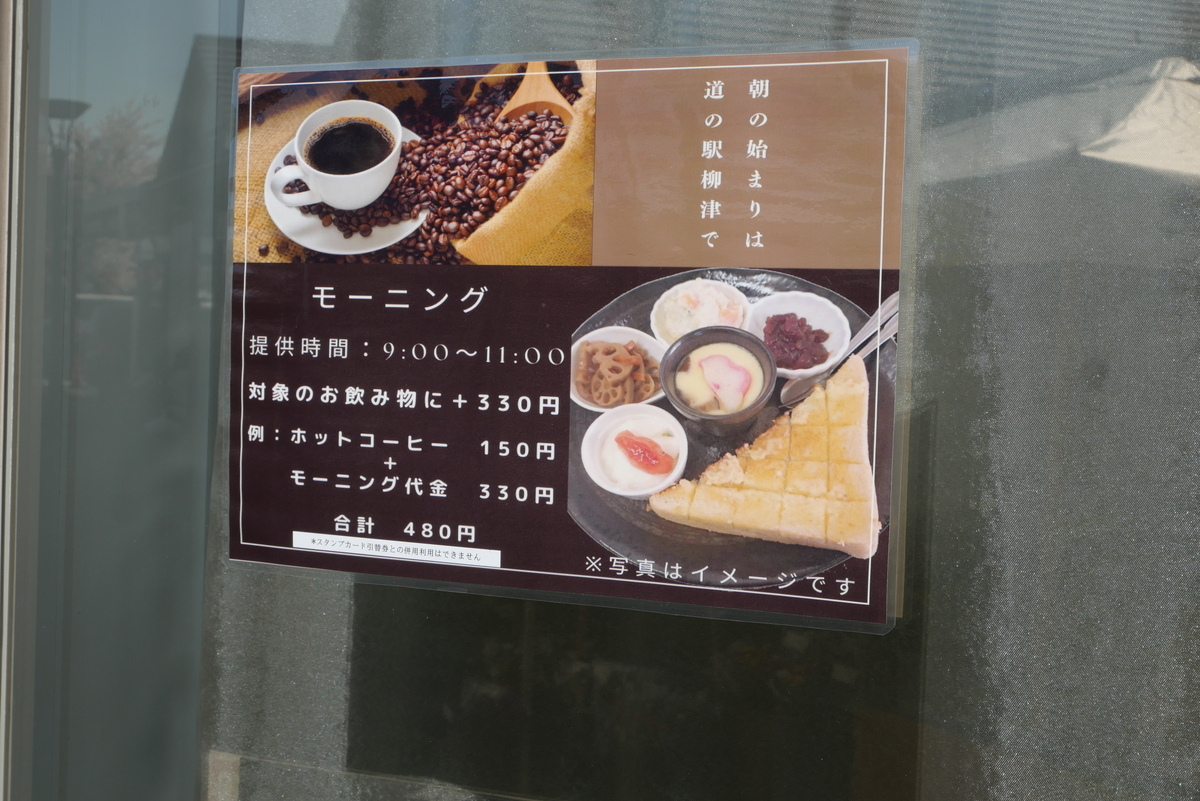 朝の始まりは
道の駅柳津で
モーニング
提供時間：9:00〜11:00
対象のお飲み物に＋330円
例：ホットコーヒー　150円
＋
モーニング代金　330円
合計　480円
＊スタンプカード引替券との併用利用はできません
※写真はイメージです